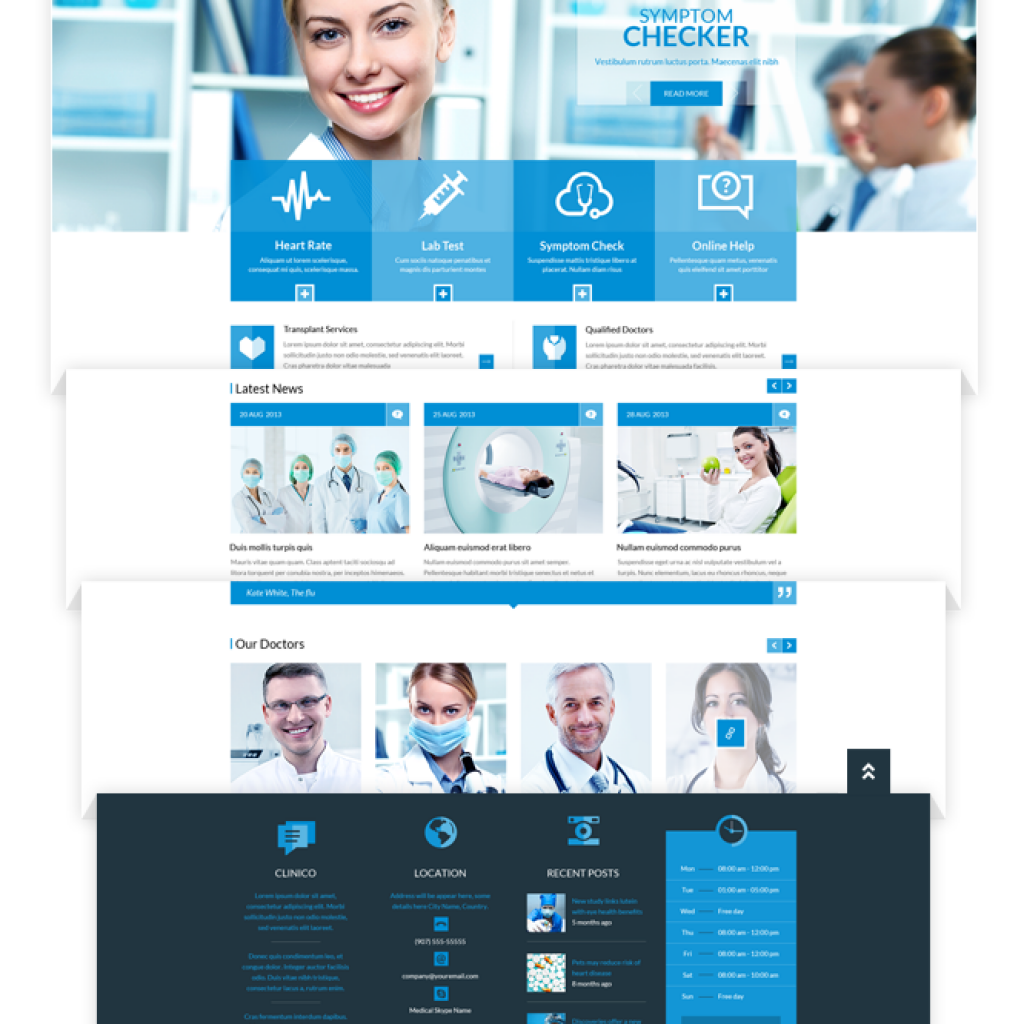 SYMPTOM
CHECKER
Vestibulum rutrum luctus porta. Maecenas elit nibh
READ MORE
Heart Rate
Aliquam ut lorem scelerisque,
consequat mi quis, scelerisque massa.
Lab Test
Cum sociis natoque penatibus et
magnis dis parturient montes
Symptom Check
Suspendisse mattis tristique libero at
placerat. Nullam diam risus
Online Help
Pellentesque quam metus, venenatis
quis eleifend sit amet porttitor
Transplant Services
Lorem ipsum dolor sit amet, consectetur adipiscing elit. Morbi
sollicitudin justo non odio molestie, sed venenatis elit laoreet.
Cras pharetra dolor vitae malesuada
Qualified Doctors
Lorem ipsum dolor sit amet, consectetur adipiscing elit. Morbi
sollicitudin justo non odio molestie, sed venenatis elit laoreet.
Cras pharetra dolor vitae malesuada facilisis.
Latest News
20 AUG 2013
25 AUG 2013
28 AUG 2013
Duis mollis turpis quis
Mauris vitae quam quam. Class aptent taciti sociosqu ad
litora torquent per conubia nostra, per inceptos himenaeos.
Aliquam euismod erat libero
Nullam euismod commodo purus sit amet semper.
Pellentesque habitant morbi tristique senectus et netus et
Nullam euismod commodo purus
Suspendisse eget urna ac nisl vulputate vestibulum vel a
turpis. Nunc elementum, lacus eu rhoncus rhoncus, neque
Kate White, The flu
Our Doctors
CLINICO
Lorem ipsum dolor sit amet,
consectetur adipiscing elit. Morbi
sollicitudin justo non odio molestie,
sed venenatis elit laoreet.
Donec quis condimentum leo, et
congue dolor. Integer auctor facilisis
odio. Duis vitae nibh tristique,
consectetur lacus a, rutrum enim.
Cras fermentum interdum dapibus.
LOCATION
Address will be appear here, some
details here City Name, Country.
(907) 555-55555
company@youremail.com
Medical Skype Name
RECENT POSTS
New study links lutein
with eye health benefits
5 months ago
Pets may reduce risk of
heart disease
8 months ago
Discoveries offer a new
Mon 08:00 am - 12:00 pm
Tue 01:00 am - 05:00 pm
Wed Free day
Thu 08:00 am - 12:00 pm
Fri 08:00 am - 12:00 pm
Sat 08:00 am - 10:00 am
Sun Free day